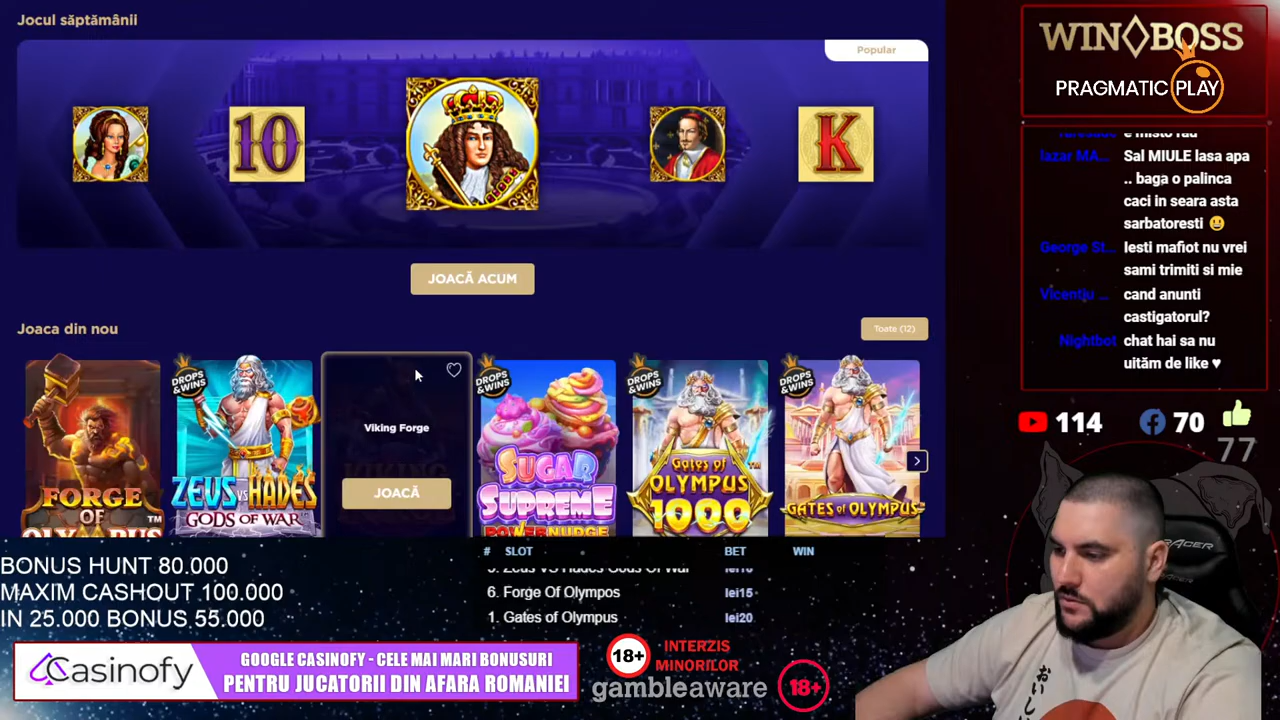 Jocul săptămânii
Popular
10
K
JOACĂ ACUM
Joaca din nou
Toate (12)
FORGE
OF
OLYMPUS
TM
DROPS
& WINS
ZEUS VS HADES
GODS OF WAR
Viking Forge
JOACĂ
DROPS
& WINS
SUGAR
SUPREME
POWERNUDGE
DROPS
& WINS
Gates of
OLYMPUS
1000
DROPS
& WINS
GATES OF OLYMPUS
WIN BOSS
PRAGMATIC PLAY
e misto rau
lazar MA...
Sal MIULE lasa apa
.. baga o palinca
caci in seara asta
sarbatoresti 😃
George St...
Iesti mafiot nu vrei
sami trimiti si mie
Vicențiu ...
cand anunti
castigatorul?
Nightbot
chat hai sa nu
uităm de like ♥
114
70
77
BONUS HUNT 80.000
MAXIM CASHOUT 100.000
IN 25.000 BONUS 55.000
# SLOT BET WIN
5. Zeus VS Hades Gods Of War lei10
6. Forge Of Olympos lei15
1. Gates of Olympus lei20
Casinofy
GOOGLE CASINOFY - CELE MAI MARI BONUSURI
PENTRU JUCATORII DIN AFARA ROMANIEI
18+
INTERZIS
MINORILOR
gambleaware
18+
RACER
おいし